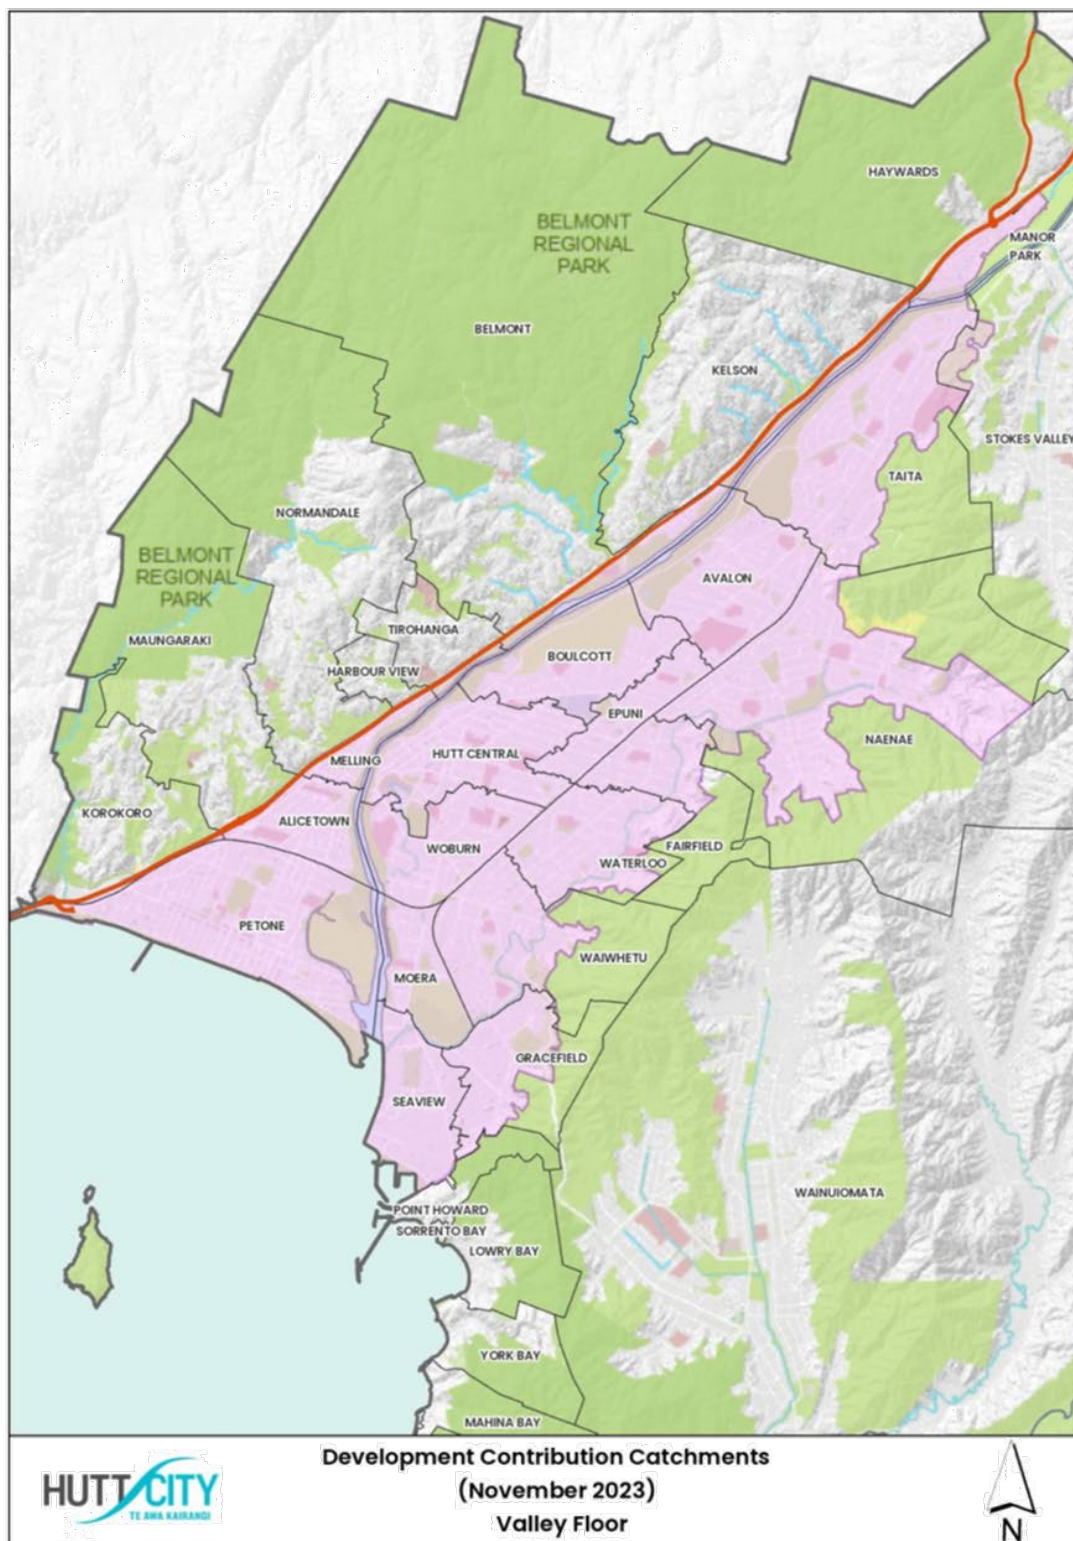 HAYWARDS
BELMONT
REGIONAL
PARK
MANOR
PARK
BELMONT
KELSON
STOKES VALLEY
TAITA
NORMANDALE
BELMONT
REGIONAL
PARK
AVALON
TIROHANGA
MAUNGARAKI
BOULCOTT
HARBOUR VIEW
EPUNI
NAENAE
HUTT CENTRAL
MELLING
KOROKORO
ALICETOWN
WOBURN
FAIRFIELD
WATERLOO
PETONE
WAIWHETU
MOERA
GRACEFIELD
SEAVIEW
WAINUIOMATA
POINT HOWARD
SORRENTO BAY
LOWRY BAY
YORK BAY
MAHINA BAY
HUTT CITY
TE AWA KAIRANGI
Development Contribution Catchments
(November 2023)
Valley Floor
N